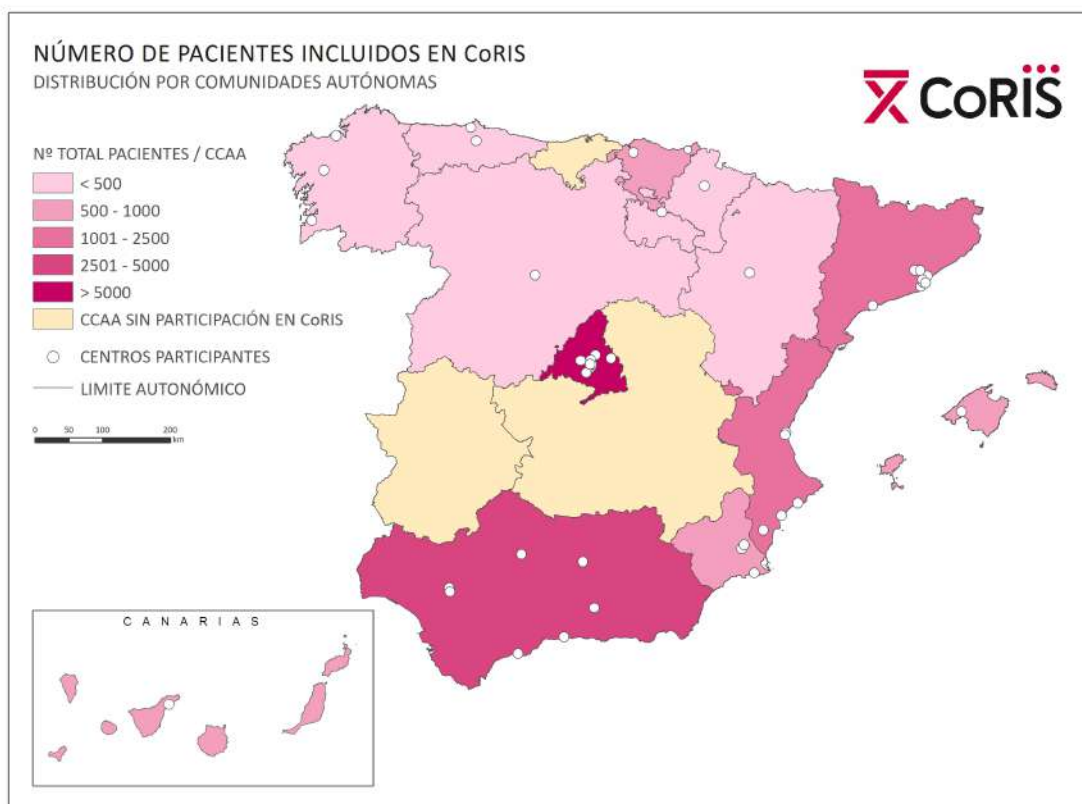 NÚMERO DE PACIENTES INCLUIDOS EN CoRIS
DISTRIBUCIÓN POR COMUNIDADES AUTÓNOMAS
CoRIS
Nº TOTAL PACIENTES / CCAA
< 500
500 - 1000
1001 - 2500
2501 - 5000
> 5000
CCAA SIN PARTICIPACIÓN EN CoRIS
CENTROS PARTICIPANTES
LIMITE AUTONÓMICO
0 50 100 200
km
CANARIAS